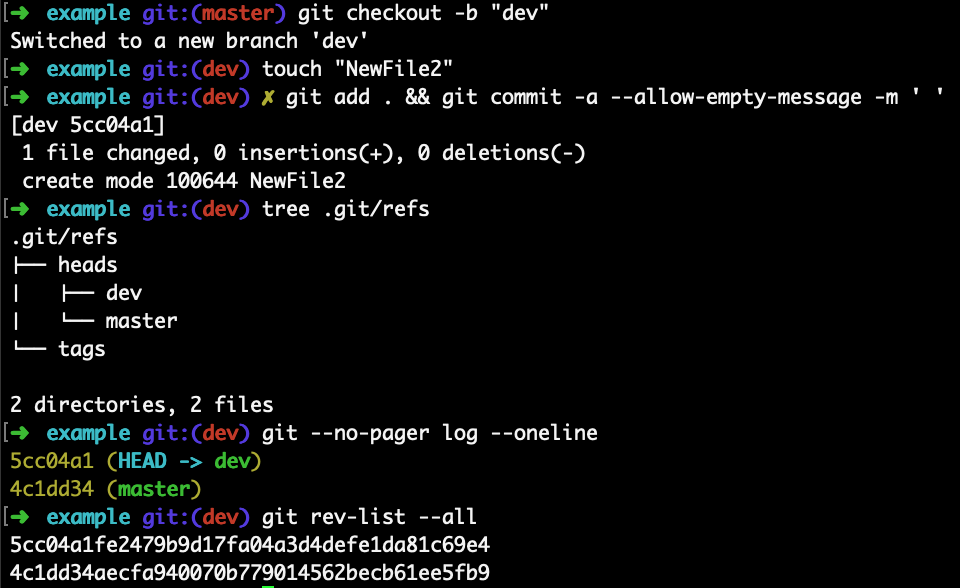 [➜ example git:(master) git checkout -b "dev"
Switched to a new branch 'dev'
[➜ example git:(dev) touch "NewFile2"
[➜ example git:(dev) ✗ git add . && git commit -a --allow-empty-message -m ' '
[dev 5cc04a1]
 1 file changed, 0 insertions(+), 0 deletions(-)
 create mode 100644 NewFile2
[➜ example git:(dev) tree .git/refs
.git/refs
├── heads
│   ├── dev
│   └── master
└── tags
2 directories, 2 files
[➜ example git:(dev) git --no-pager log --oneline
5cc04a1 (HEAD -> dev)
4c1dd34 (master)
[➜ example git:(dev) git rev-list --all
5cc04a1fe2479b9d17fa04a3d4defe1da81c69e4
4c1dd34aecfa940070b779014562becb61ee5fb9